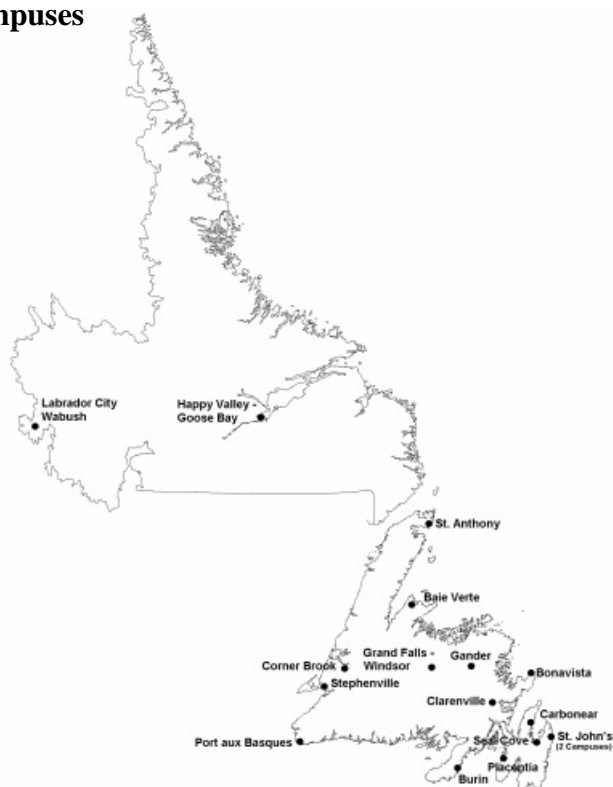 mpuses
Labrador City
Wabush
Happy Valley -
Goose Bay
St. Anthony
Baie Verte
Grand Falls -
Windsor
Gander
Corner Brook
Bonavista
Stephenville
Clarenville
Carbonear
Port aux Basques
Seal Cove
St. John's
(2 Campuses)
Placentia
Burin